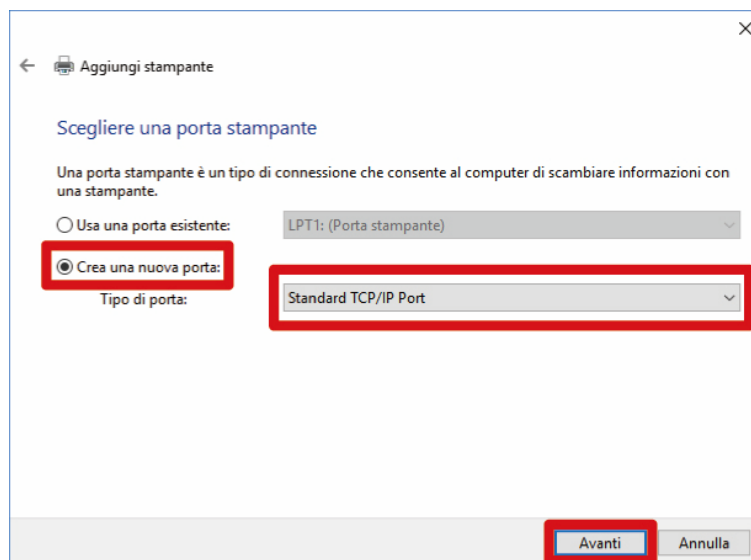 Aggiungi stampante
Scegliere una porta stampante
Una porta stampante è un tipo di connessione che consente al computer di scambiare informazioni con
una stampante.
Usa una porta esistente:
LPT1: (Porta stampante)
Crea una nuova porta:
Tipo di porta:
Standard TCP/IP Port
Avanti
Annulla